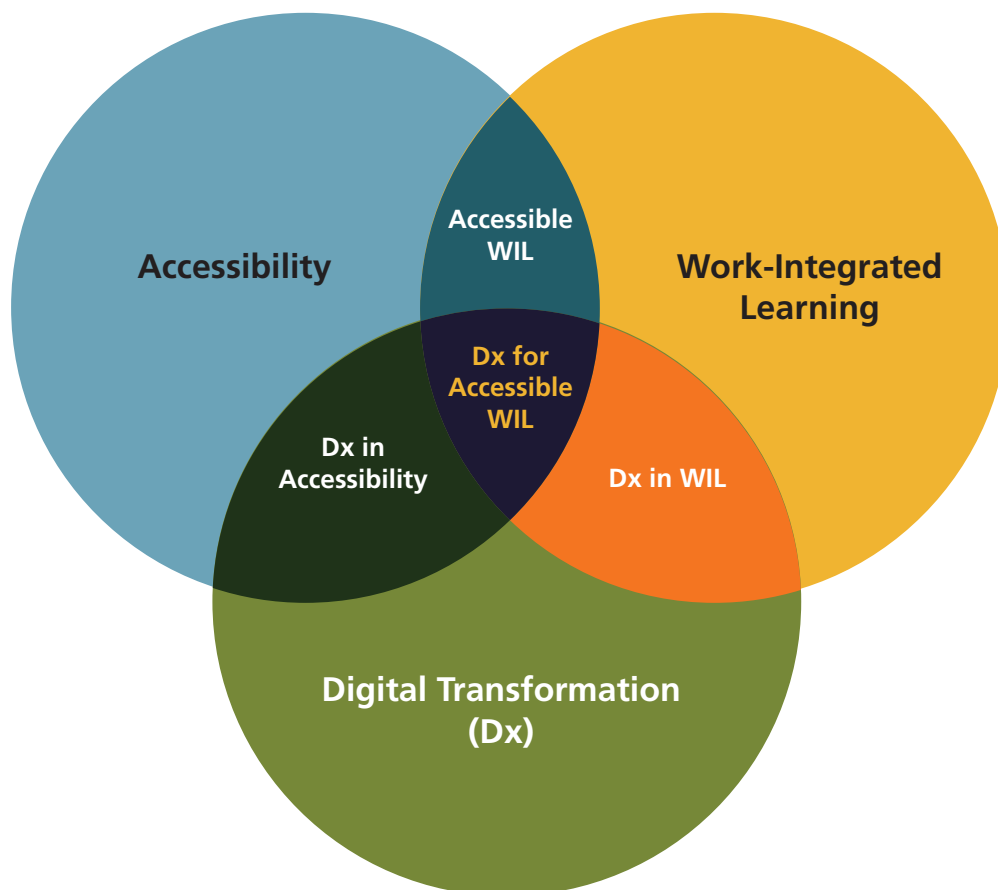 Accessible
WIL
Accessibility
Work-Integrated
Learning
Dx for
Accessible
WIL
Dx in
Accessibility
Dx in WIL
Digital Transformation
(Dx)